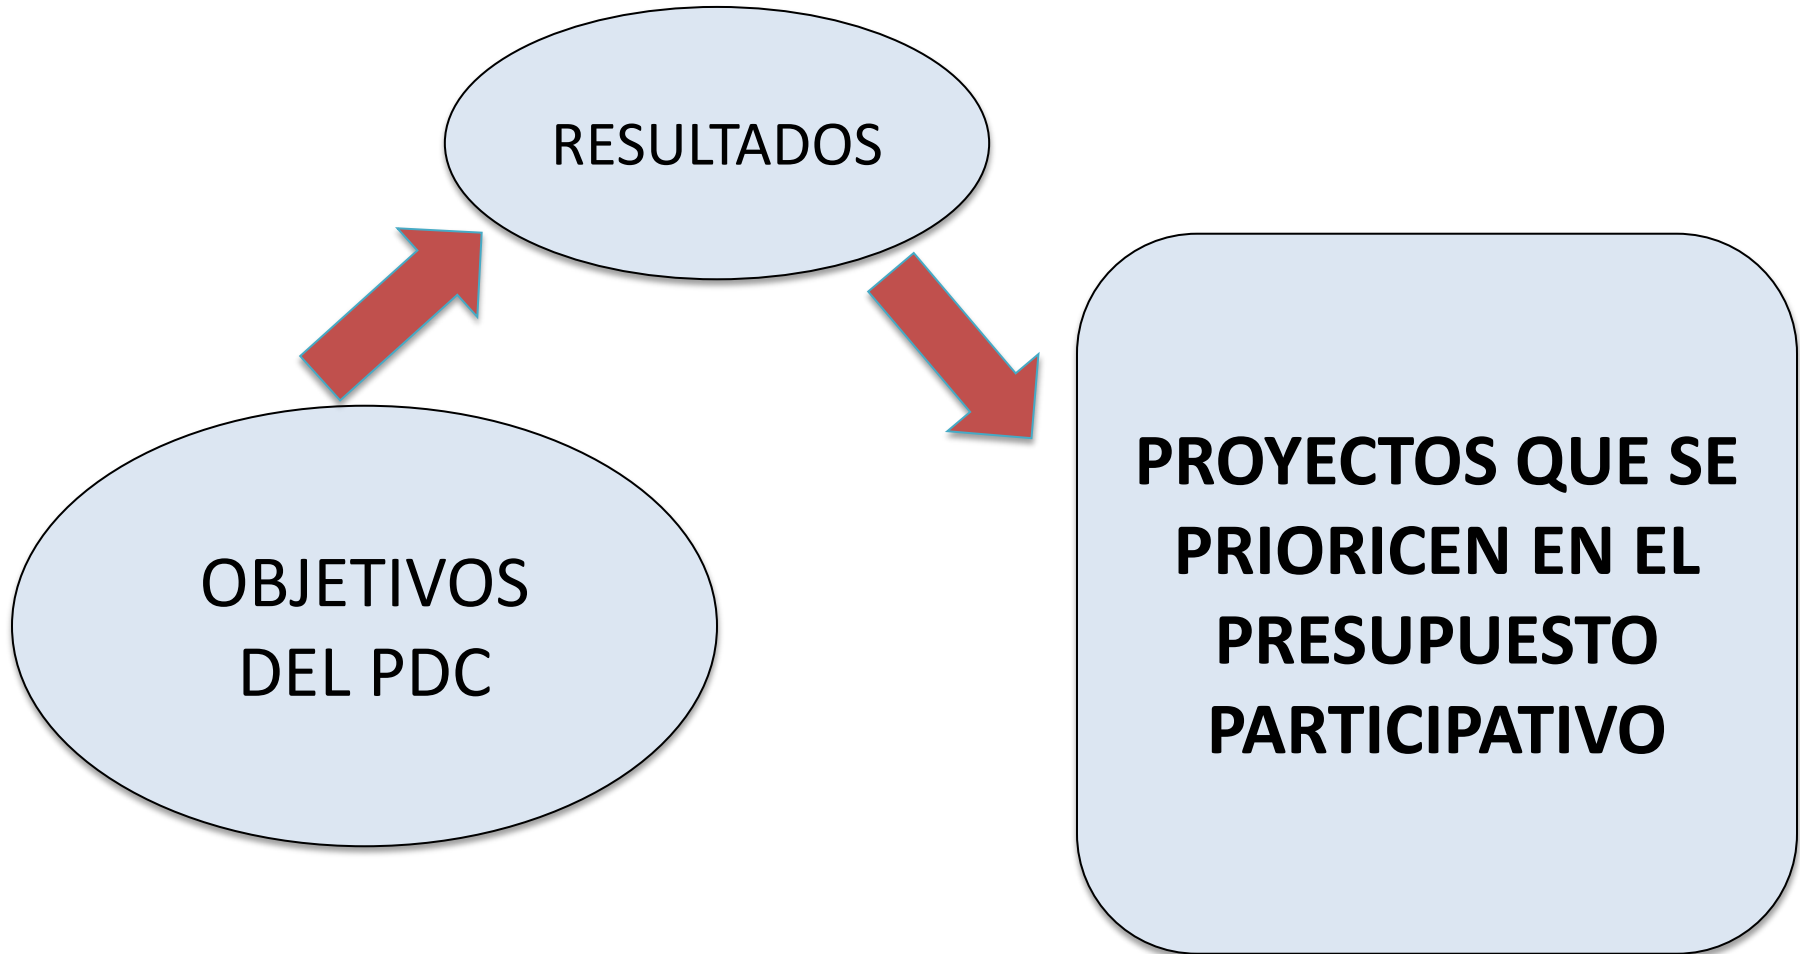 RESULTADOS
OBJETIVOS
DEL PDC
PROYECTOS QUE SE
PRIORICEN EN EL
PRESUPUESTO
PARTICIPATIVO